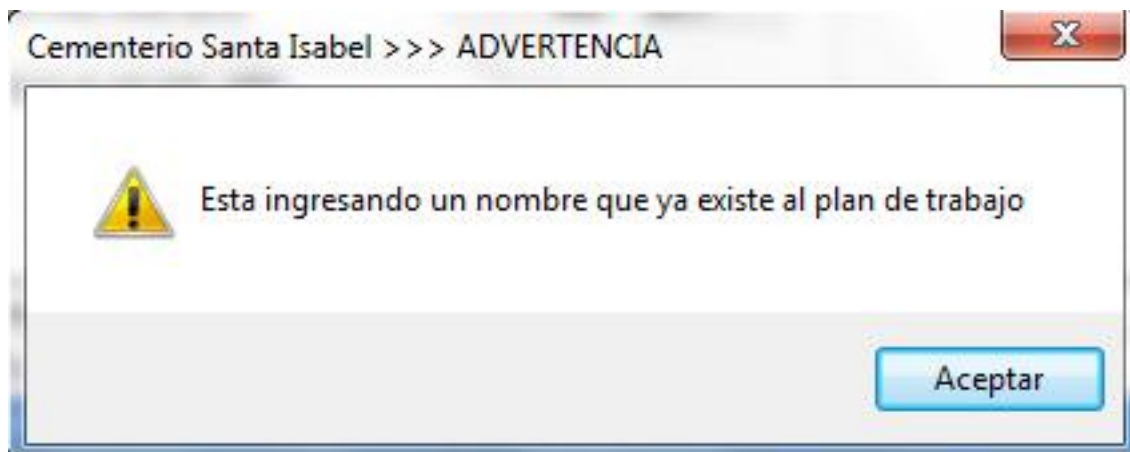 Cementerio Santa Isabel >>> ADVERTENCIA
Esta ingresando un nombre que ya existe al plan de trabajo
Aceptar